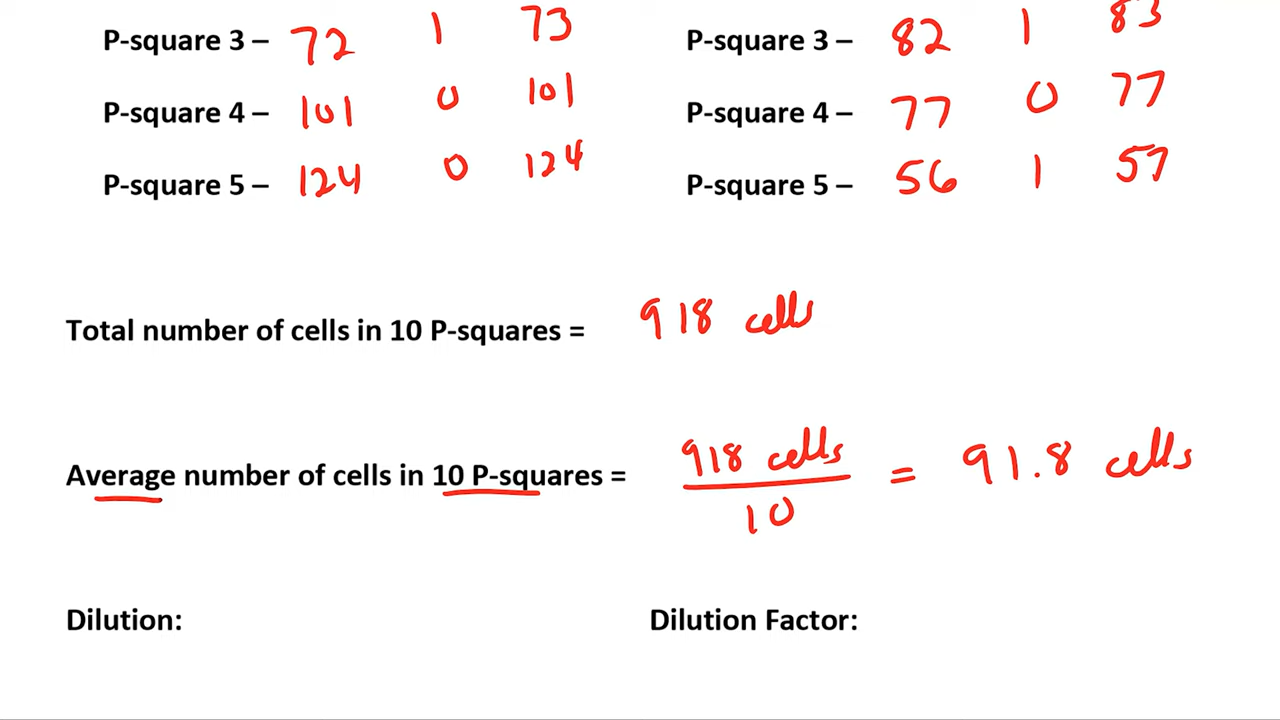 P-square 3 – 72 1 73 P-square 3 – 82 1 83
P-square 4 – 101 0 101 P-square 4 – 77 0 77
P-square 5 – 124 0 124 P-square 5 – 56 1 57
Total number of cells in 10 P-squares = 918 cells
Average number of cells in 10 P-squares = 918 cells / 10 = 91.8 cells
Dilution: Dilution Factor: